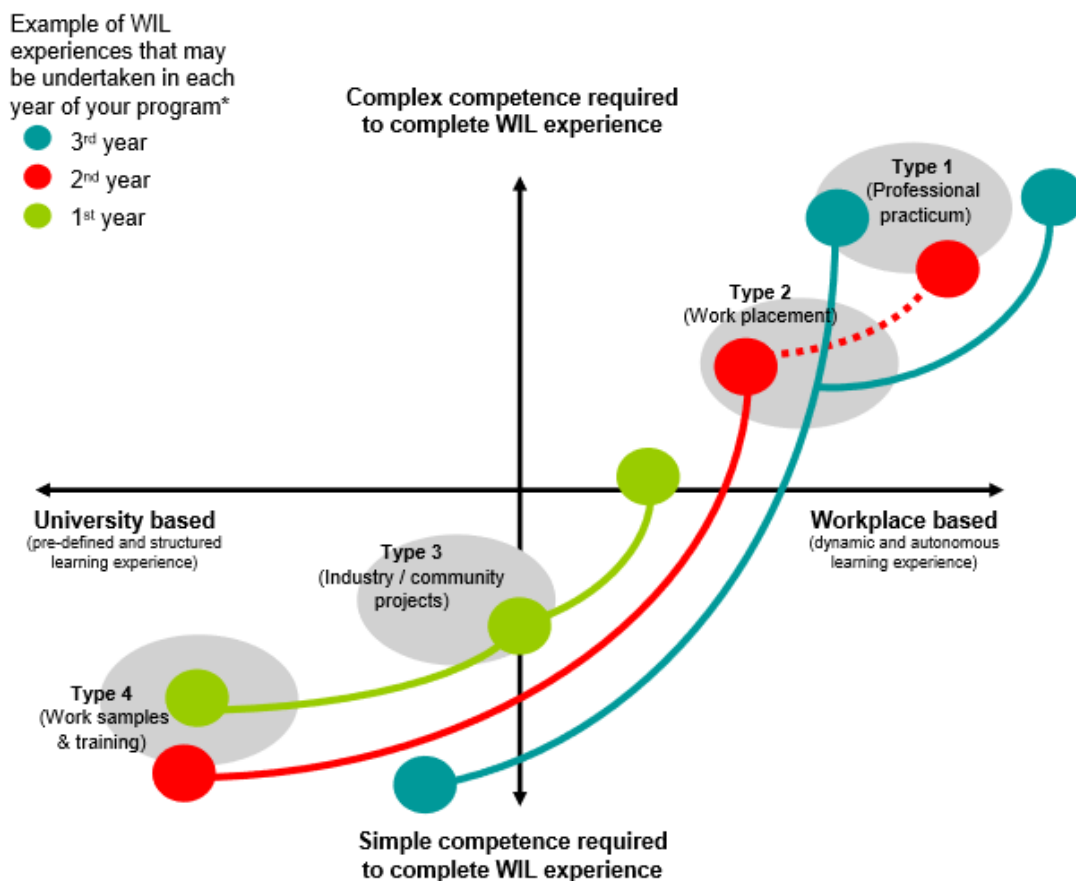 Example of WIL
experiences that may
be undertaken in each
year of your program*
3rd year
2nd year
1st year
Complex competence required
to complete WIL experience
Type 1
(Professional
practicum)
Type 2
(Work placement)
University based
(pre-defined and structured
learning experience)
Workplace based
(dynamic and autonomous
learning experience)
Type 3
(Industry / community
projects)
Type 4
(Work samples
& training)
Simple competence required
to complete WIL experience